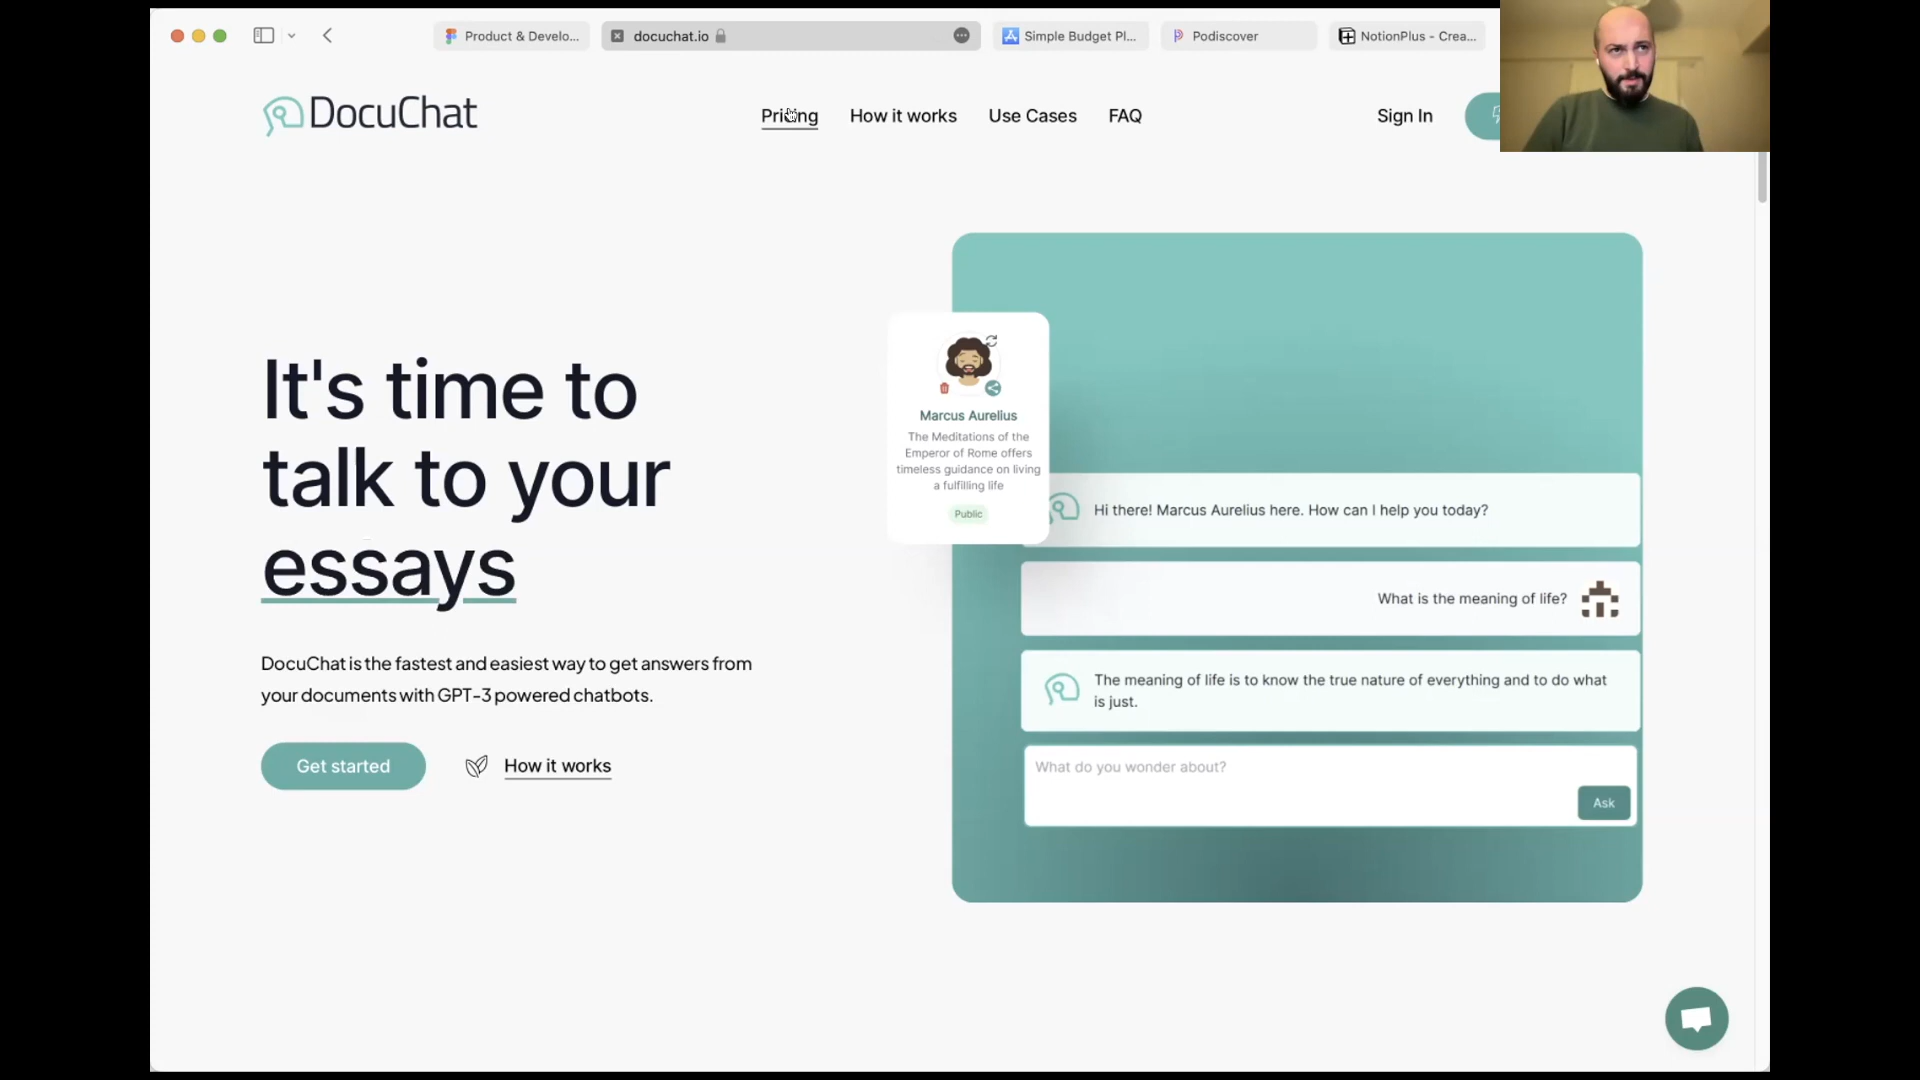 Product & Develo...
docuchat.io
Simple Budget Pl...
Podiscover
NotionPlus - Crea...
DocuChat
Pricing
How it works
Use Cases
FAQ
Sign In
It's time to
talk to your
essays
DocuChat is the fastest and easiest way to get answers from
your documents with GPT-3 powered chatbots.
Get started
How it works
Marcus Aurelius
The Meditations of the
Emperor of Rome offers
timeless guidance on living
a fulfilling life
Public
Hi there! Marcus Aurelius here. How can I help you today?
What is the meaning of life?
The meaning of life is to know the true nature of everything and to do what
is just.
What do you wonder about?
Ask